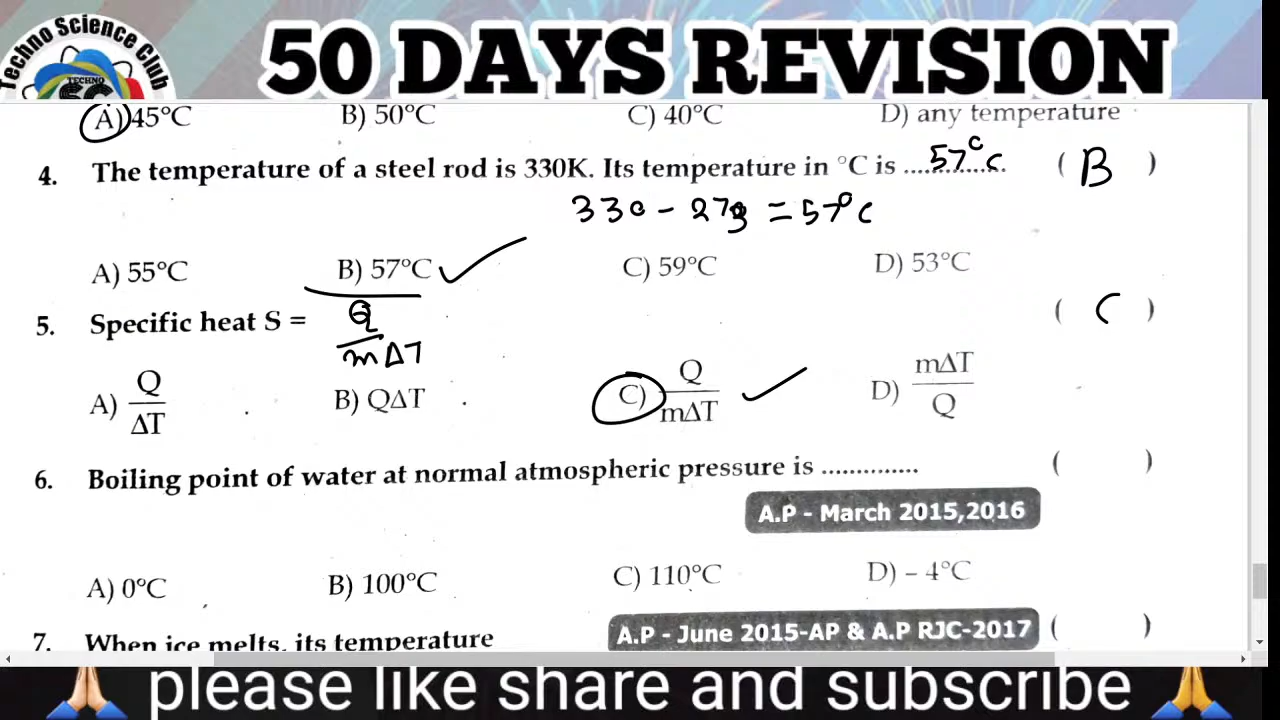 Techno Science Club
TECHNO
SC
50 DAYS REVISION
A) 45°C B) 50°C C) 40°C D) any temperature
4. The temperature of a steel rod is 330K. Its temperature in °C is .............. 57°C ( B )
330 - 273 = 57°C
A) 55°C B) 57°C C) 59°C D) 53°C
5. Specific heat S = Q/mΔT ( C )
A) Q/ΔT B) QΔT C) Q/mΔT D) mΔT/Q
6. Boiling point of water at normal atmospheric pressure is .............. ( )
A.P - March 2015,2016
A) 0°C B) 100°C C) 110°C D) – 4°C
7. When ice melts, its temperature A.P - June 2015-AP & A.P RJC-2017 ( )
please like share and subscribe